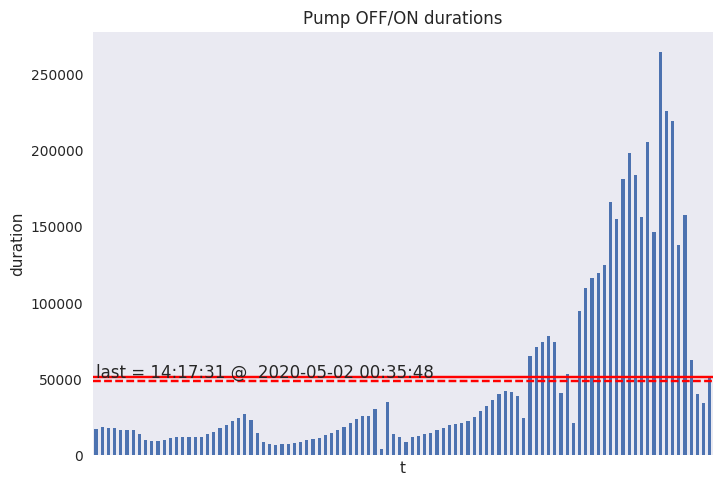 Pump OFF/ON durations
250000
200000
150000
100000
50000
0
duration
last = 14:17:31 @  2020-05-02 00:35:48
t